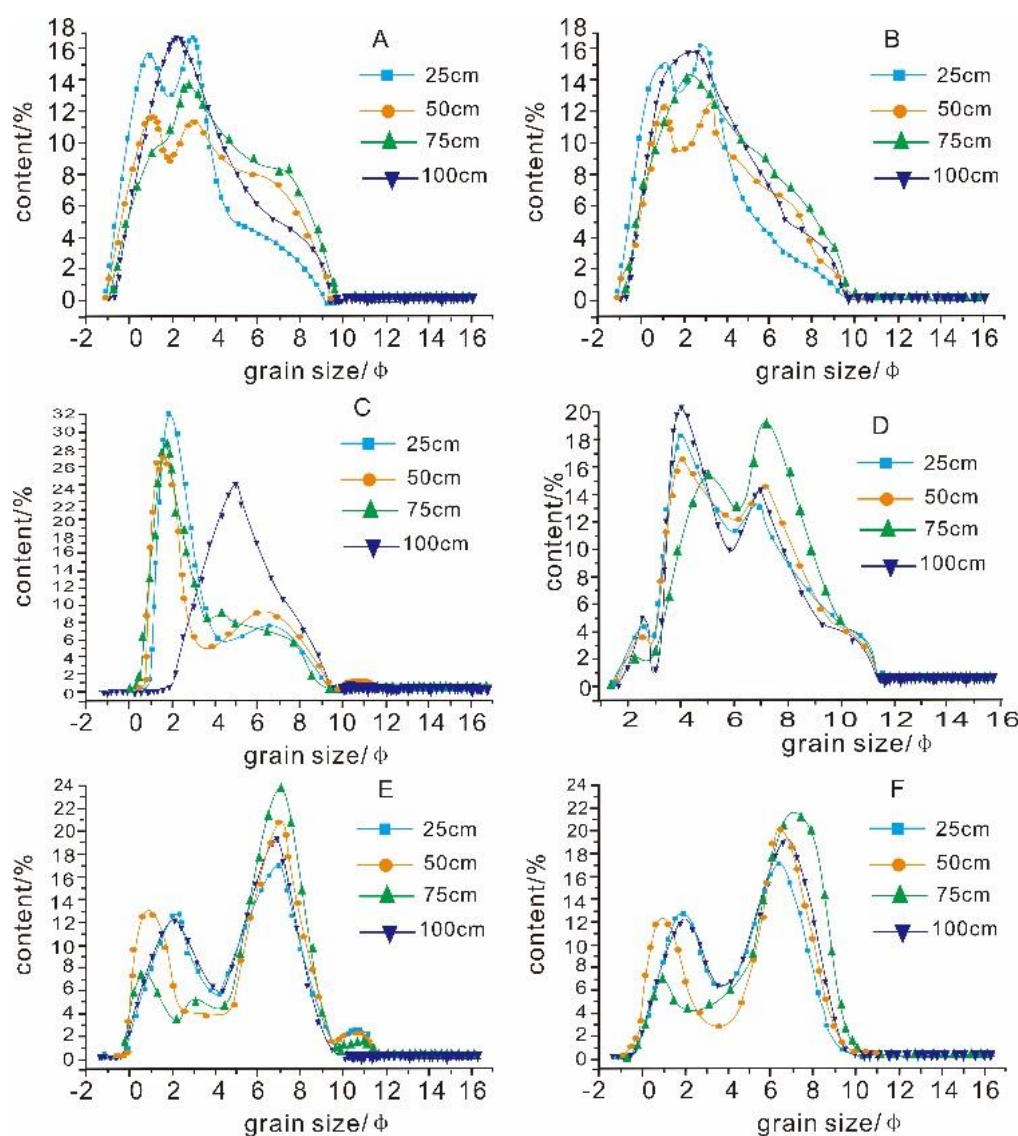 A
25cm
50cm
75cm
100cm
content/%
18
16
14
12
10
8
6
4
2
0
-2 0 2 4 6 8 10 12 14 16
grain size/ Φ
B
25cm
50cm
75cm
100cm
content/%
18
16
14
12
10
8
6
4
2
0
-2 0 2 4 6 8 10 12 14 16
grain size/ Φ
C
25cm
50cm
75cm
100cm
content/%
32
30
28
26
24
22
20
18
16
14
12
10
8
6
4
2
0
-2 0 2 4 6 8 10 12 14 16
grain size/ Φ
D
25cm
50cm
75cm
100cm
content/%
20
18
16
14
12
10
8
6
4
2
0
2 4 6 8 10 12 14 16
grain size/ Φ
E
25cm
50cm
75cm
100cm
content/%
24
22
20
18
16
14
12
10
8
6
4
2
0
-2 0 2 4 6 8 10 12 14 16
grain size/ Φ
F
25cm
50cm
75cm
100cm
content/%
24
22
20
18
16
14
12
10
8
6
4
2
0
-2 0 2 4 6 8 10 12 14 16
grain size/ Φ